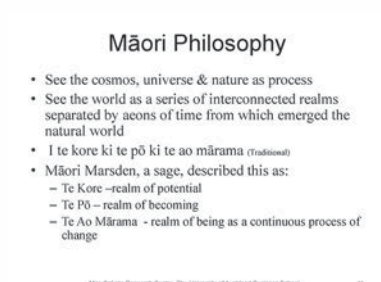 Māori Philosophy
• See the cosmos, universe & nature as process
• See the world as a series of interconnected realms
separated by aeons of time from which emerged the
natural world
• I te kore ki te pō ki te ao mārama (Traditional)
• Māori Marsden, a sage, described this as:
– Te Kore –realm of potential
– Te Pō – realm of becoming
– Te Ao Mārama - realm of being as a continuous process of
change